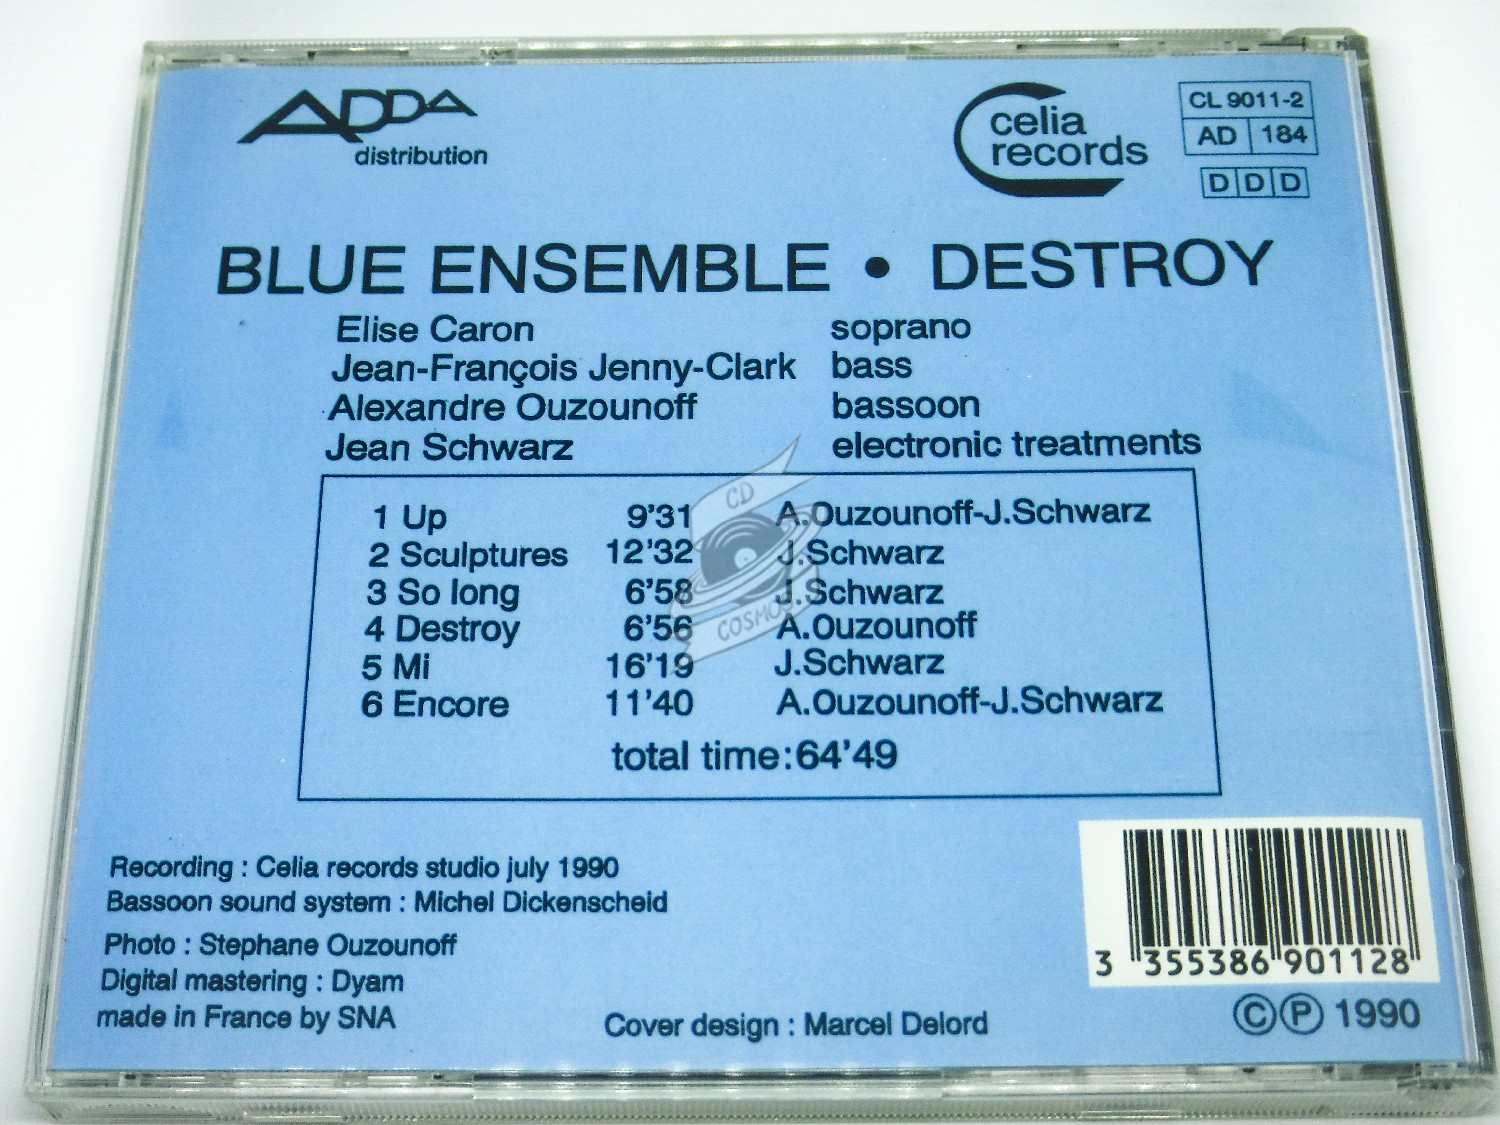 ADDA
distribution
celia
records
CL 9011-2
AD 184
D D D
BLUE ENSEMBLE • DESTROY
Elise Caron soprano
Jean-François Jenny-Clark bass
Alexandre Ouzounoff bassoon
Jean Schwarz electronic treatments
1 Up 9'31 A.Ouzounoff-J.Schwarz
2 Sculptures 12'32 J.Schwarz
3 So long 6'58 J.Schwarz
4 Destroy 6'56 A.Ouzounoff
5 Mi 16'19 J.Schwarz
6 Encore 11'40 A.Ouzounoff-J.Schwarz
total time:64'49
CD
COSMOS
Recording : Celia records studio july 1990
Bassoon sound system : Michel Dickenscheid
Photo : Stephane Ouzounoff
Digital mastering : Dyam
made in France by SNA
Cover design : Marcel Delord
3 355386 901128
© ℗ 1990